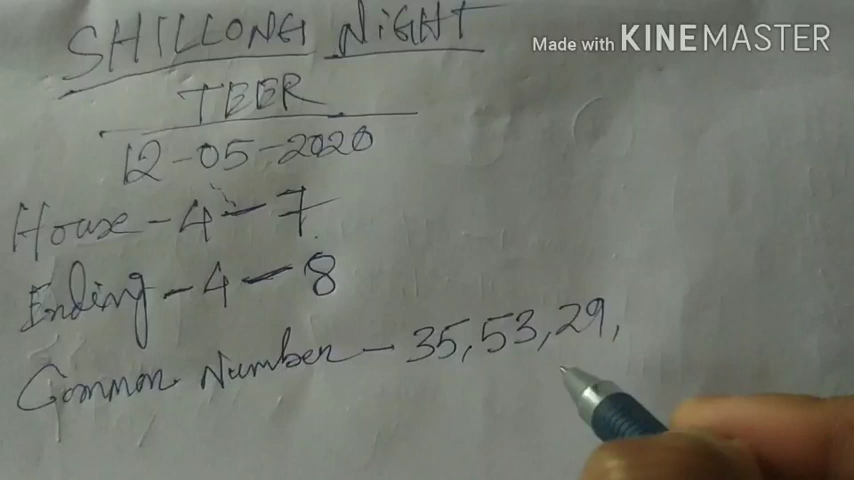 SHILLONG NIGHT
Made with KINEMASTER
TEER
12-05-2020
House - 4 - 7
Ending - 4 - 8
Common Number - 35, 53, 29,